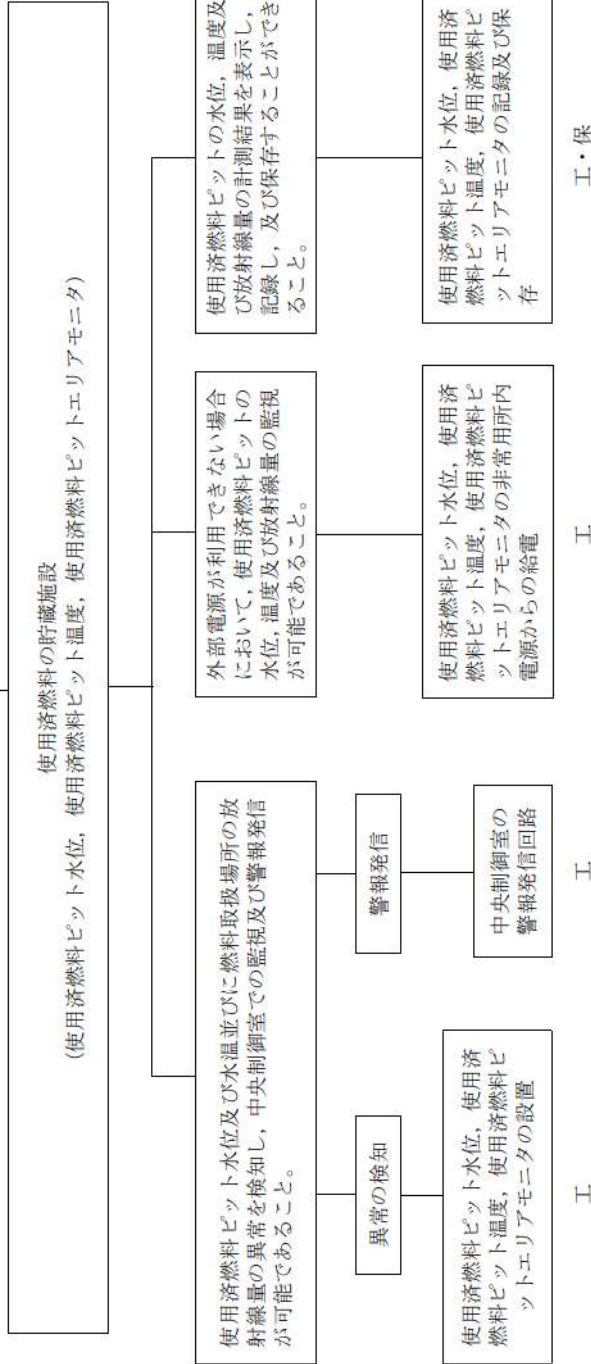 使用済燃料の貯蔵施設
(使用済燃料ピット水位，使用済燃料ピット温度，使用済燃料ピットエリアモニタ)
使用済燃料ピット水位及び水温並びに燃料取扱場所の放
射線量の異常を検知し，中央制御室での監視及び警報発信
が可能であること。
異常の検知
使用済燃料ピット水位，使用済
燃料ピット温度，使用済燃料ピ
ットエリアモニタの設置
工
警報発信
中央制御室の
警報発信回路
工
外部電源が利用できない場合
において，使用済燃料ピットの
水位，温度及び放射線量の監視
が可能であること。
使用済燃料ピット水位，使用済
燃料ピット温度，使用済燃料ピ
ットエリアモニタの非常用所内
電源からの給電
工
使用済燃料ピットの水位，温度及
び放射線量の計測結果を表示し，
記録し，及び保存することができ
ること。
使用済燃料ピット水位，使用済
燃料ピット温度，使用済燃料ピ
ットエリアモニタの記録及び保
存
工・保